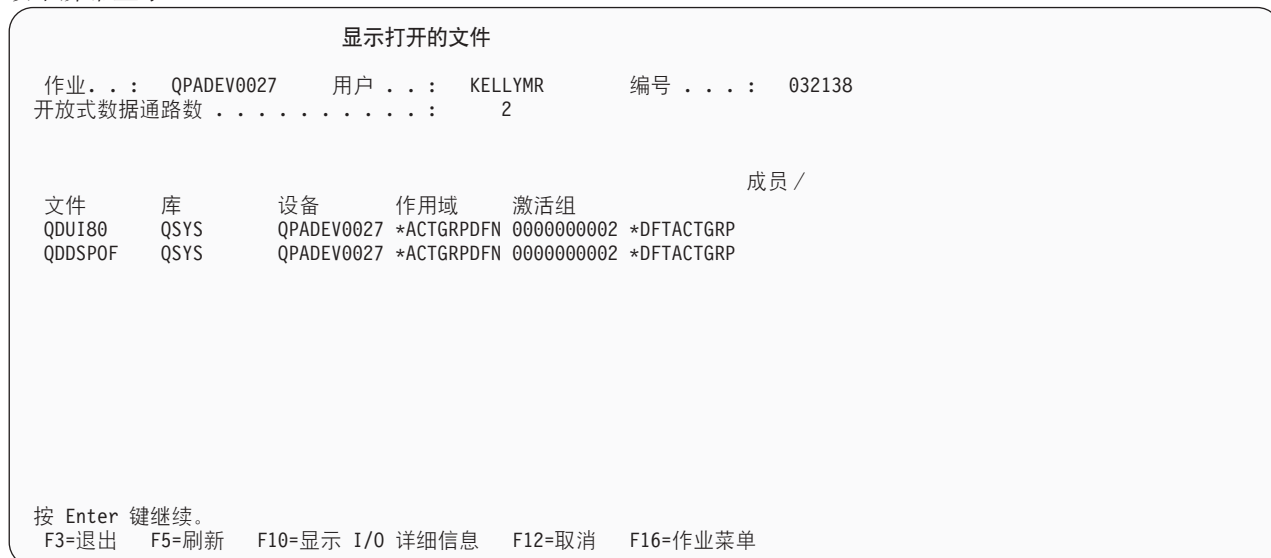 显示打开的文件
作业. . : QPADEV0027 用户 . . : KELLYMR 编号 . . . : 032138
开放式数据通路数 . . . . . . . . . . : 2
成员 /
文件 库 设备 作用域 激活组
QDUI80 QSYS QPADEV0027 *ACTGRPDFN 0000000002 *DFTACTGRP
QDDSPOF QSYS QPADEV0027 *ACTGRPDFN 0000000002 *DFTACTGRP
按 Enter 键继续。
F3=退出 F5=刷新 F10=显示 I/O 详细信息 F12=取消 F16=作业菜单